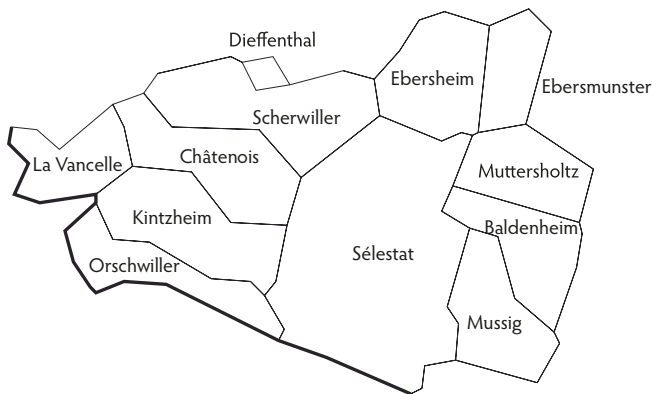 Dieffenthal
Ebersheim
Ebersmunster
Scherwiller
Châtenois
La Vancelle
Muttersholtz
Kintzheim
Baldenheim
Sélestat
Orschwiller
Mussig